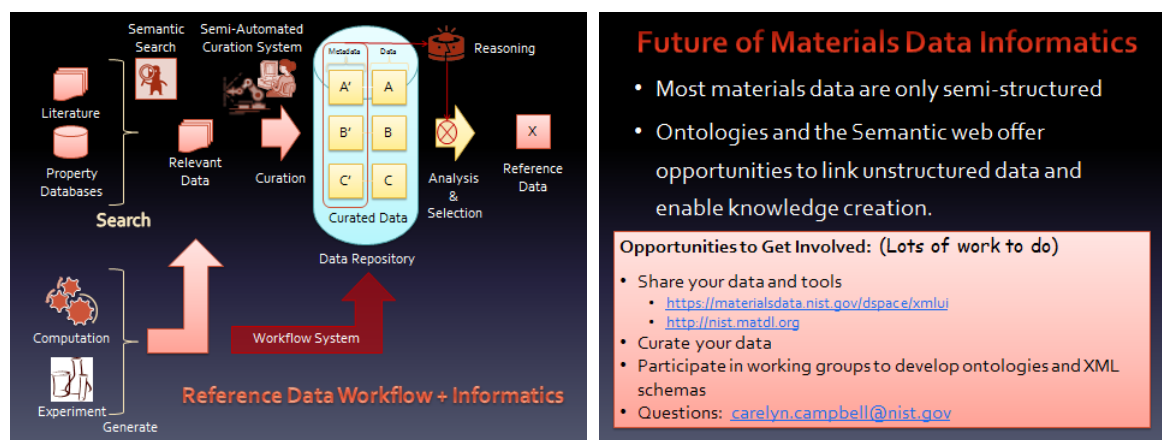 Semantic
Search
Semi-Automated
Curation System
Metadata
Data
Reasoning
Literature
A'
A
Property
Databases
Relevant
Data
Curation
B'
B
X
Reference
Data
C'
C
Analysis
&
Selection
Search
Curated Data
Data Repository
Computation
Workflow System
Experiment
Generate
Reference Data Workflow + Informatics
Future of Materials Data Informatics
• Most materials data are only semi-structured
• Ontologies and the Semantic web offer
opportunities to link unstructured data and
enable knowledge creation.
Opportunities to Get Involved: (Lots of work to do)
• Share your data and tools
• https://materialsdata.nist.gov/dspace/xmlui
• http://nist.matdl.org
• Curate your data
• Participate in working groups to develop ontologies and XML
schemas
• Questions: carelyn.campbell@nist.gov